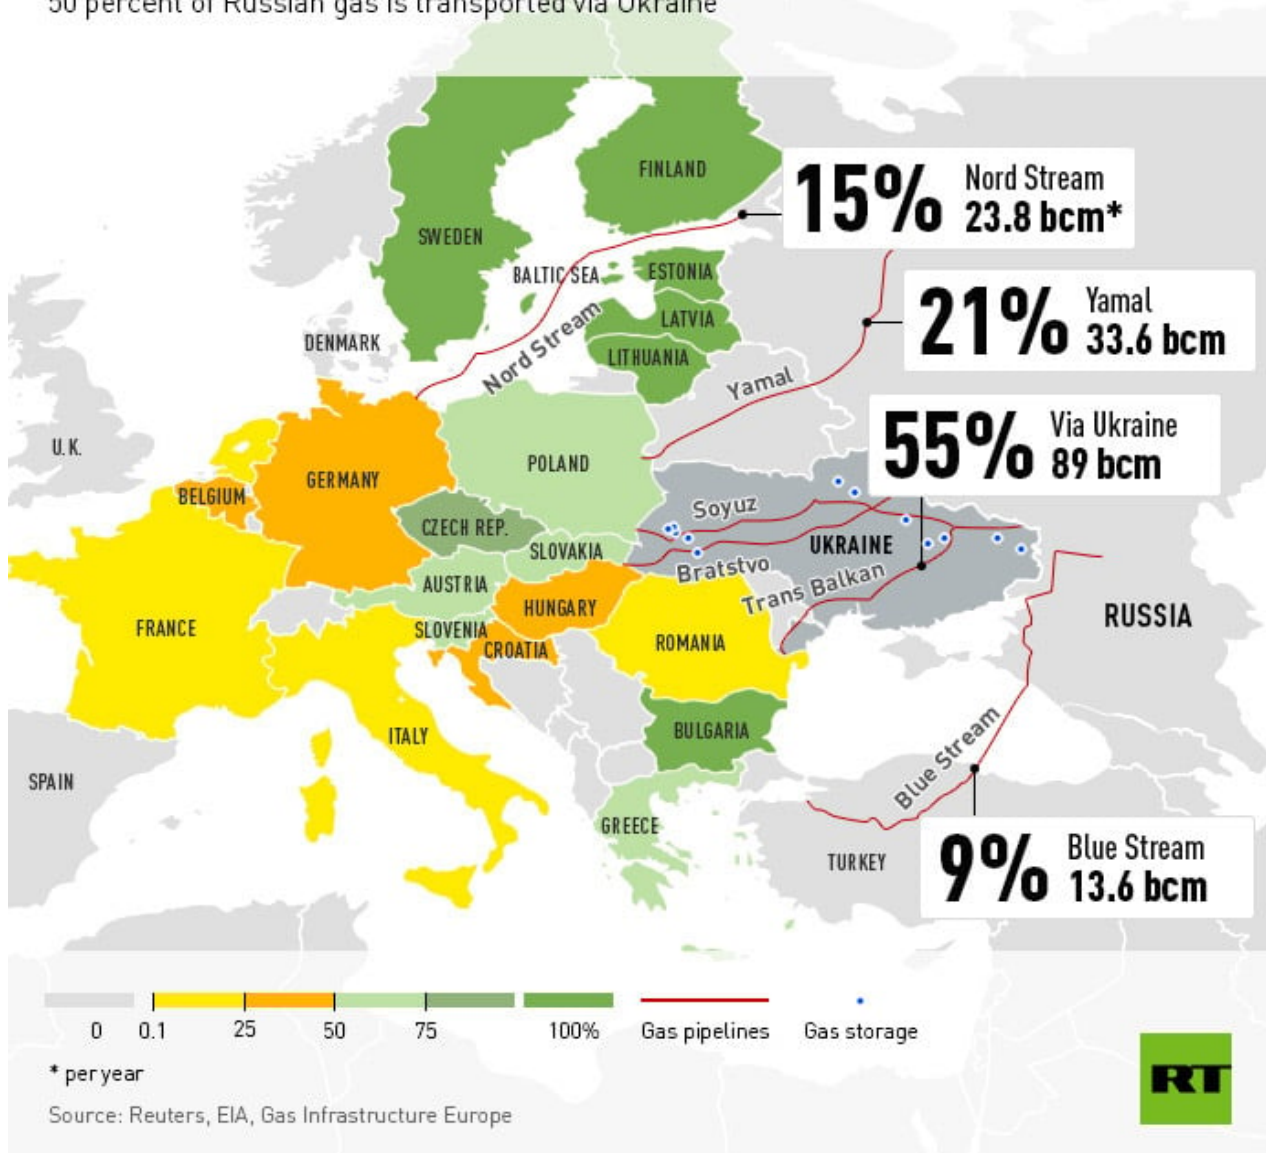 50 percent of Russian gas is transported via Ukraine
FINLAND
15%
Nord Stream
23.8 bcm*
SWEDEN
BALTIC SEA
ESTONIA
Nord Stream
LATVIA
21%
Yamal
33.6 bcm
DENMARK
LITHUANIA
Yamal
55%
Via Ukraine
89 bcm
U.K.
POLAND
GERMANY
BELGIUM
Soyuz
CZECH REP.
SLOVAKIA
UKRAINE
Bratstvo
AUSTRIA
Trans Balkan
HUNGARY
RUSSIA
FRANCE
SLOVENIA
CROATIA
ROMANIA
BULGARIA
ITALY
Blue Stream
SPAIN
GREECE
TURKEY
9%
Blue Stream
13.6 bcm
0 0.1 25 50 75 100% Gas pipelines Gas storage
* per year
Source: Reuters, EIA, Gas Infrastructure Europe
RT